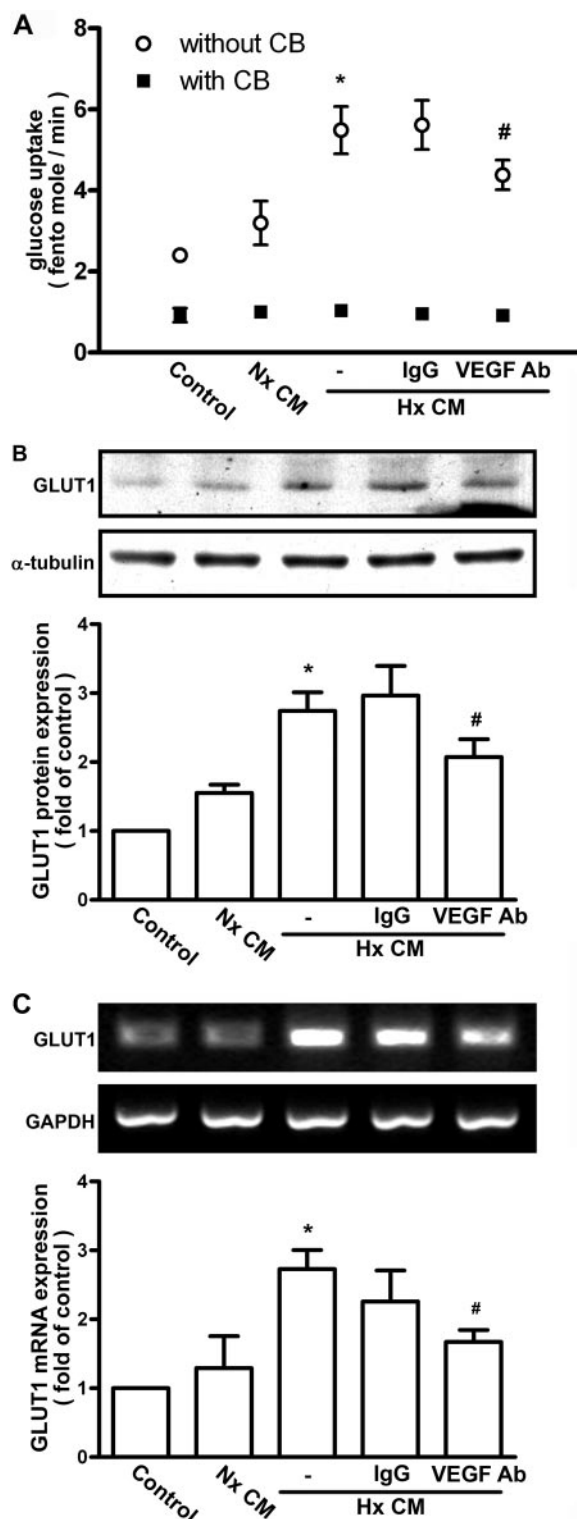 A
without CB
with CB
glucose uptake
( fento mole / min )
8
6
4
2
0
*
#
Control
Nx CM
-
IgG
VEGF Ab
Hx CM
B
GLUT1
α-tubulin
GLUT1 protein expression
( fold of control )
4
3
2
1
0
*
#
Control
Nx CM
-
IgG
VEGF Ab
Hx CM
C
GLUT1
GAPDH
GLUT1 mRNA expression
( fold of control )
4
3
2
1
0
*
#
Control
Nx CM
-
IgG
VEGF Ab
Hx CM